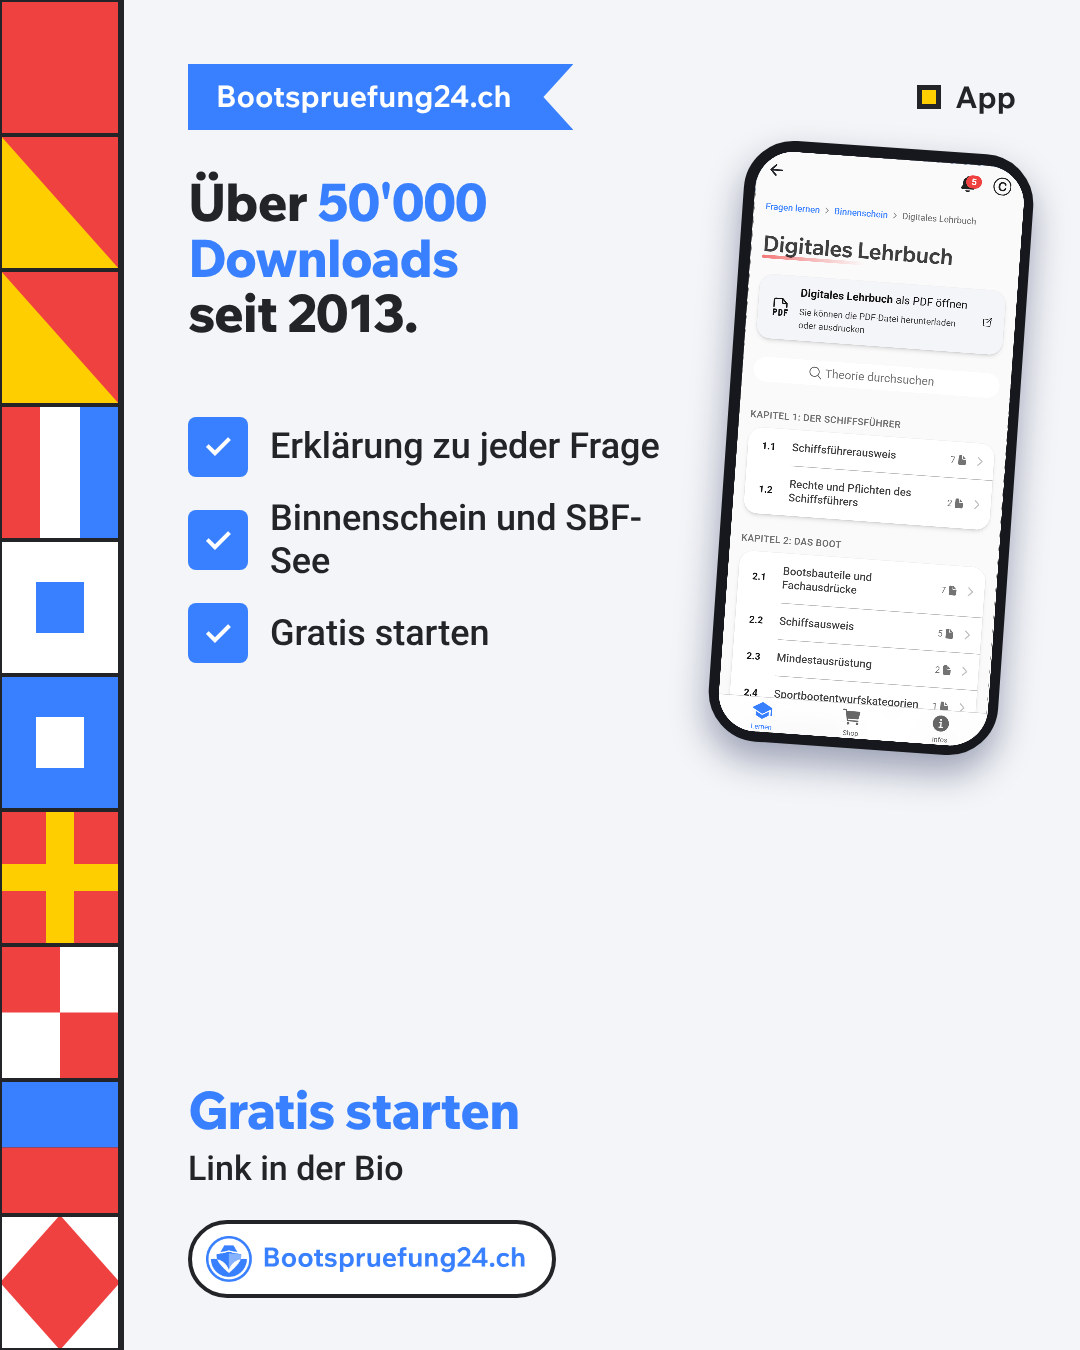 Bootspruefung24.ch
App
Über 50'000
Downloads
seit 2013.
Erklärung zu jeder Frage
Binnenschein und SBF-
See
Gratis starten
5
C
Fragen lernen > Binnenschein > Digitales Lehrbuch
Digitales Lehrbuch
PDF
Digitales Lehrbuch als PDF öffnen
Sie können die PDF Datei herunterladen
oder ausdrucken
Theorie durchsuchen
KAPITEL 1: DER SCHIFFSFÜHRER
1.1 Schiffsführerausweis 7
1.2 Rechte und Pflichten des
Schiffsführers 2
KAPITEL 2: DAS BOOT
2.1 Bootsbauteile und
Fachausdrücke 7
2.2 Schiffsausweis 5
2.3 Mindestausrüstung 2
2.4 Sportbootentwurfskategorien 1
Lernen Shop Infos
Gratis starten
Link in der Bio
Bootspruefung24.ch